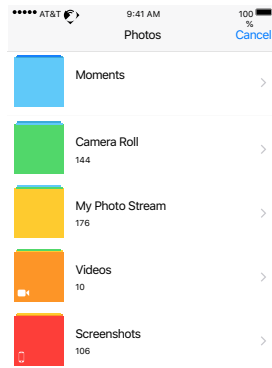 AT&T 9:41 AM 100
%
Photos Cancel
Moments
Camera Roll
144
My Photo Stream
176
Videos
10
Screenshots
106